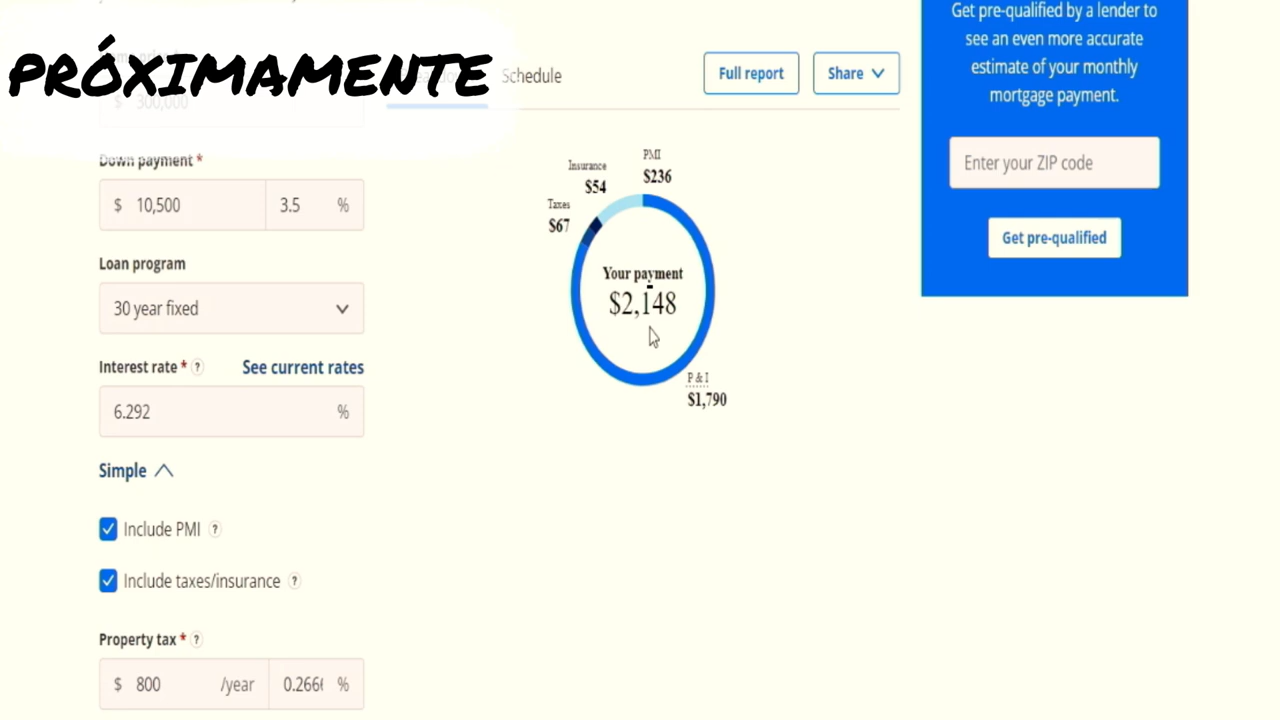 PRÓXIMAMENTE
Schedule
Full report
Share
$ 300,000
Down payment *
$ 10,500
3.5 %
Loan program
30 year fixed
Interest rate * ?
See current rates
6.292 %
Simple
Include PMI ?
Include taxes/insurance ?
Property tax * ?
$ 800 /year
%
Insurance
$54
PMI
$236
Taxes
$67
Your payment
$2,148
P & I
$1,790
Get pre-qualified by a lender to
see an even more accurate
estimate of your monthly
mortgage payment.
Enter your ZIP code
Get pre-qualified